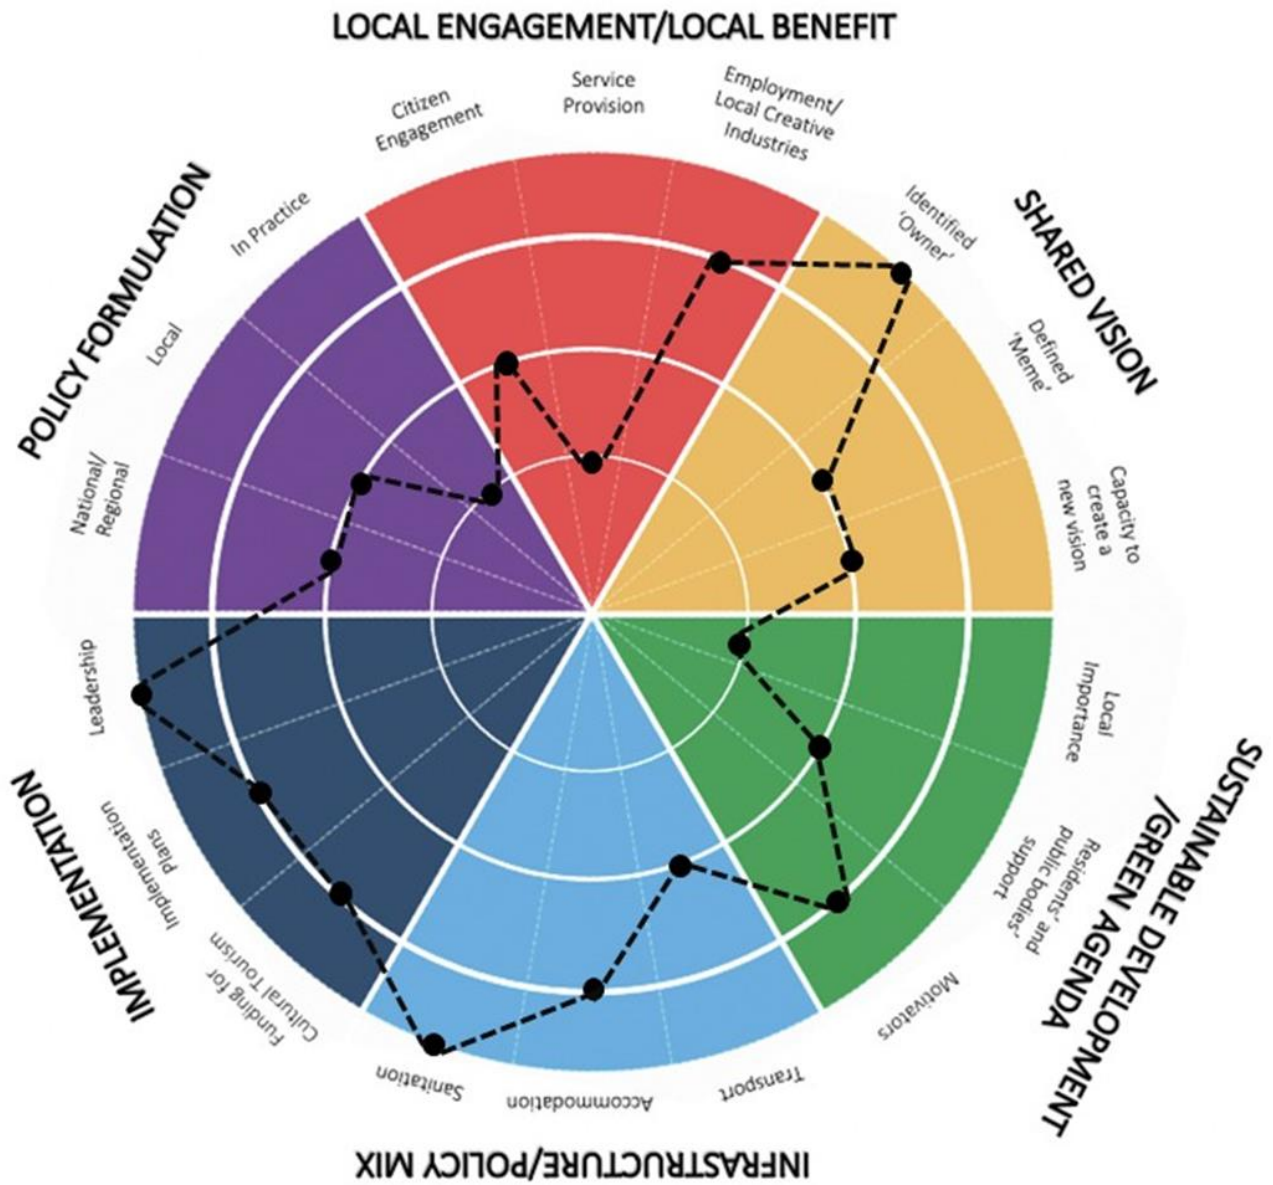 LOCAL ENGAGEMENT/LOCAL BENEFIT
Citizen
Engagement
Service
Provision
Employment/
Local Creative
Industries
SHARED VISION
Identified
‘Owner’
Defined
‘Meme’
Capacity to
create a
new vision
SUSTAINABLE DEVELOPMENT
/GREEN AGENDA
Local
Importance
Residents’ and
public bodies’
support
Motivators
INFRASTRUCTURE/POLICY MIX
Transport
Accommodation
Sanitation
IMPLEMENTATION
Funding for
Cultural Tourism
Implementation
plans
Leadership
POLICY FORMULATION
National/
Regional
Local
In Practice